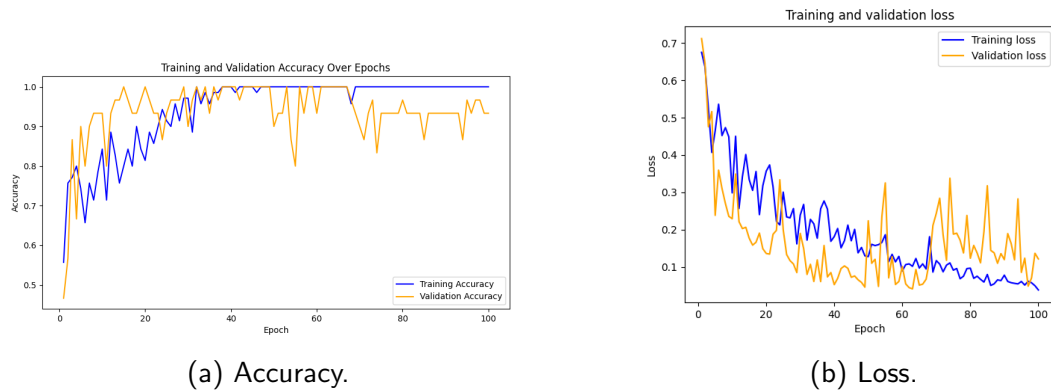 Training and Validation Accuracy Over Epochs
Accuracy
1.0
0.9
0.8
0.7
0.6
0.5
0
20
40
60
80
100
Epoch
Training Accuracy
Validation Accuracy
(a) Accuracy.
Training and validation loss
Loss
0.7
0.6
0.5
0.4
0.3
0.2
0.1
0
20
40
60
80
100
Epoch
Training loss
Validation loss
(b) Loss.